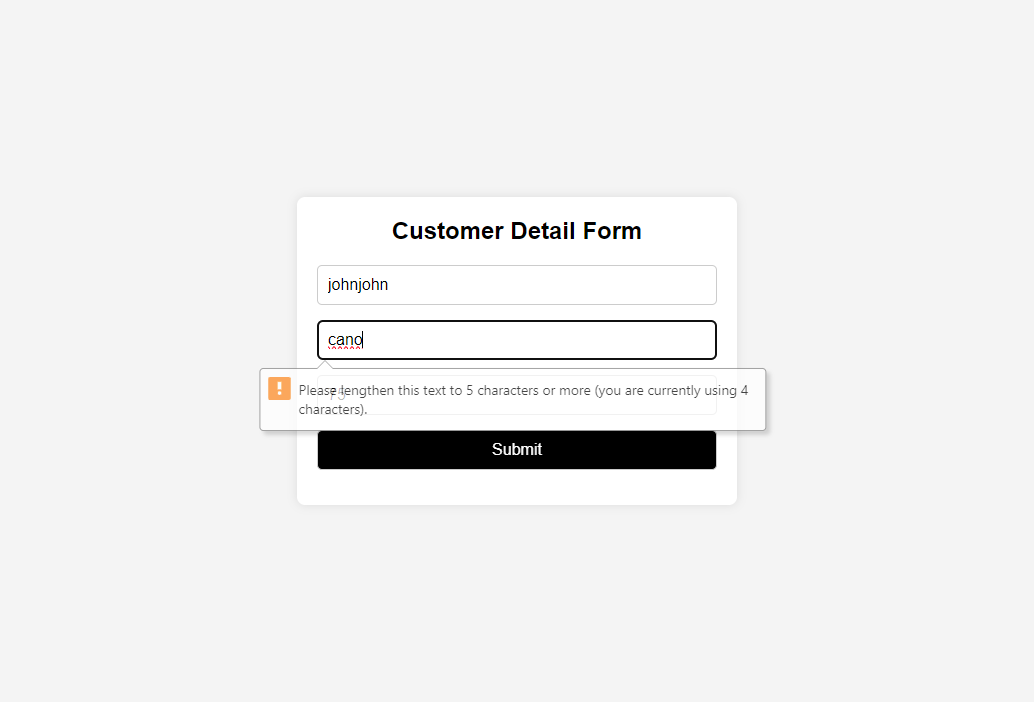 Customer Detail Form
johnjohn
cano
75
Please lengthen this text to 5 characters or more (you are currently using 4
characters).
Submit